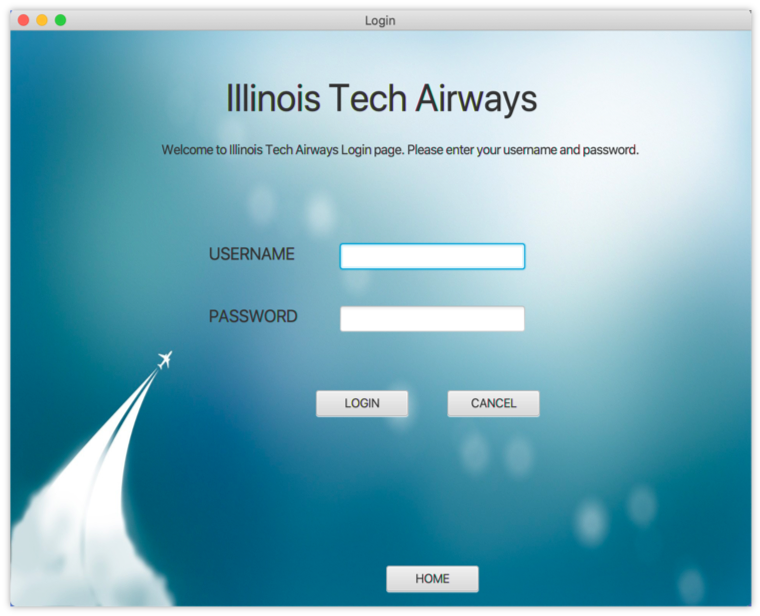 Login
Illinois Tech Airways
Welcome to Illinois Tech Airways Login page. Please enter your username and password.
USERNAME
PASSWORD
LOGIN CANCEL
HOME